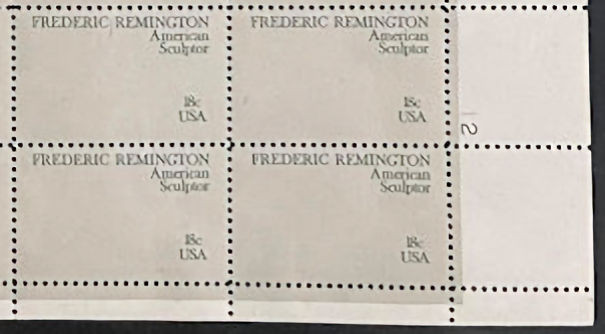 FREDERIC REMINGTON
American
Sculptor
18c
USA
FREDERIC REMINGTON
American
Sculptor
18c
USA
2
FREDERIC REMINGTON
American
Sculptor
18c
USA
FREDERIC REMINGTON
American
Sculptor
18c
USA